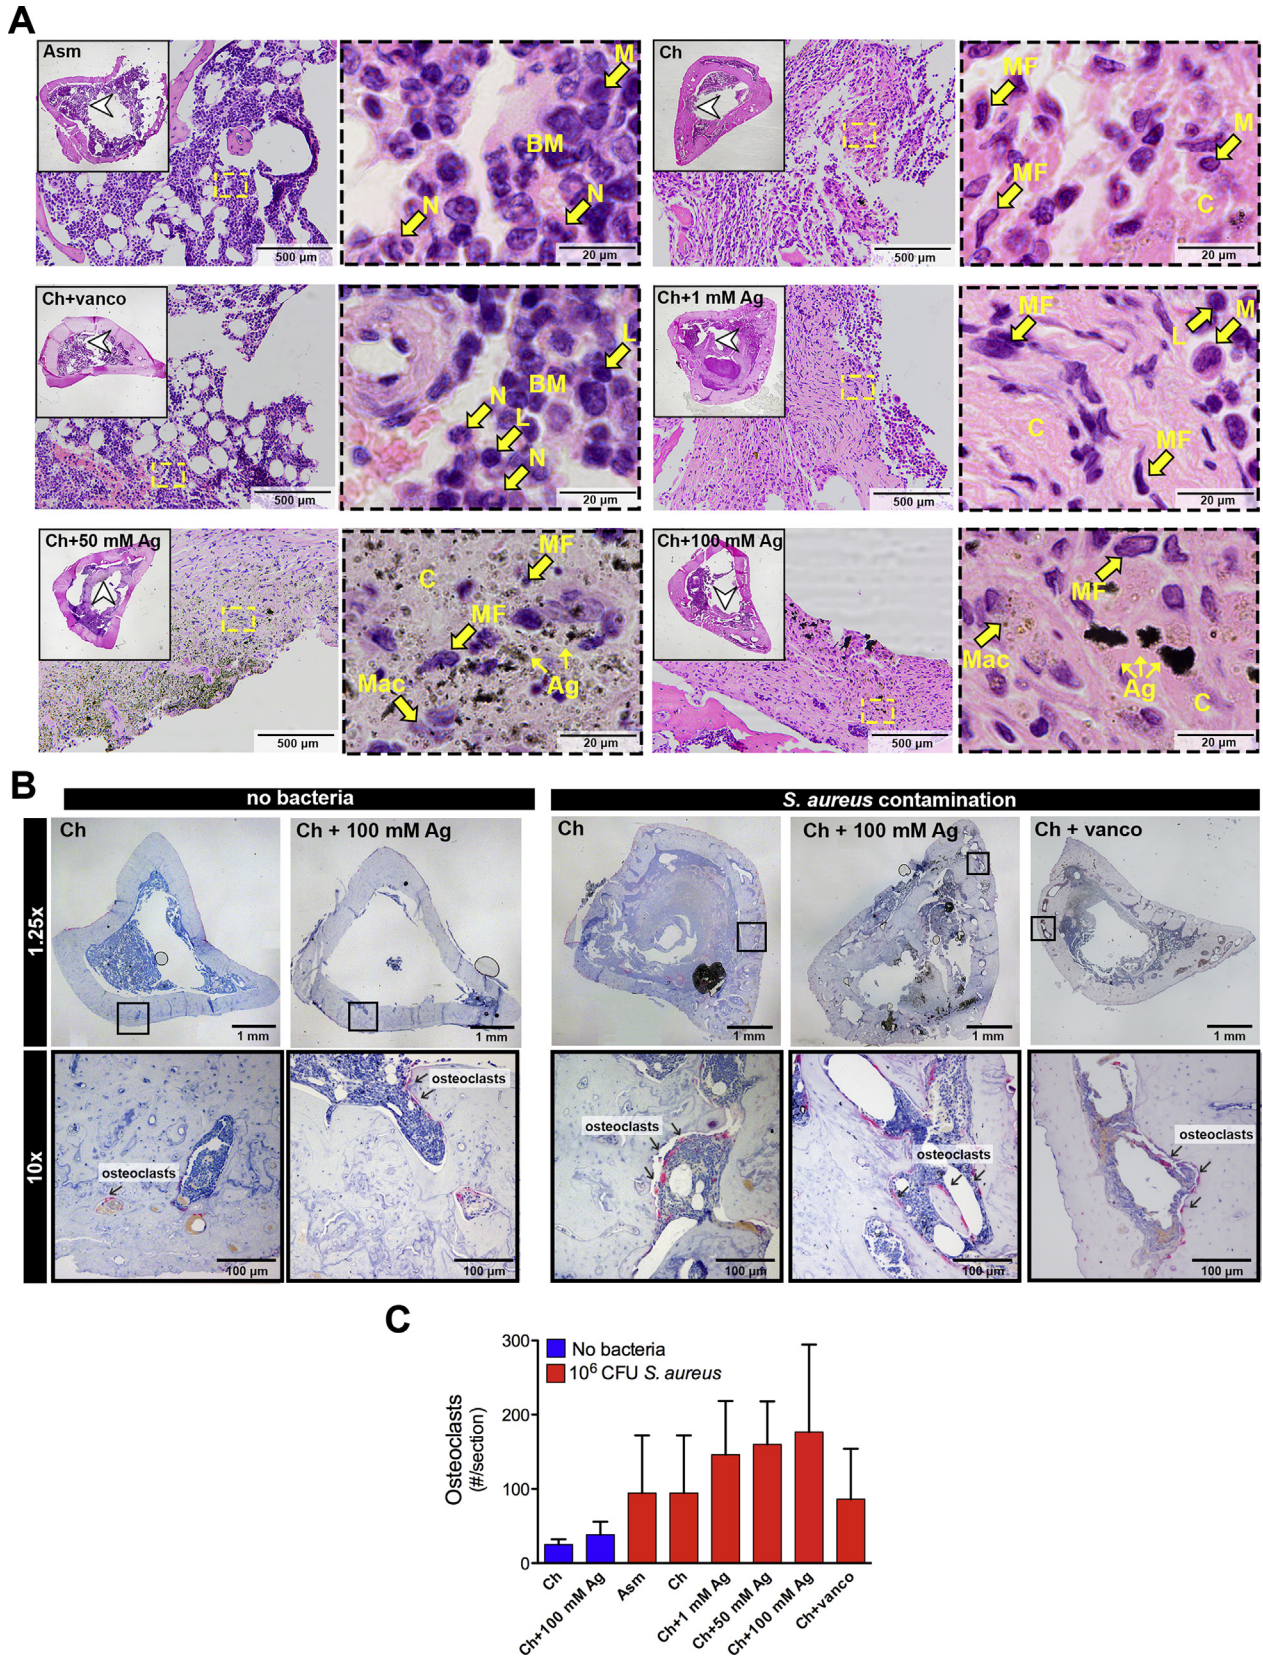 A
Asm
M
BM
N
N
500 µm
20 µm
Ch
MF
M
MF
C
500 µm
20 µm
Ch+vanco
L
BM
N
L
N
500 µm
20 µm
Ch+1 mM Ag
MF
M
L
C
MF
500 µm
20 µm
Ch+50 mM Ag
MF
C
MF
Mac
Ag
500 µm
20 µm
Ch+100 mM Ag
MF
Mac
Ag
C
500 µm
20 µm
B
no bacteria
S. aureus contamination
1.25x
Ch
1 mm
Ch + 100 mM Ag
1 mm
Ch
1 mm
Ch + 100 mM Ag
1 mm
Ch + vanco
1 mm
10x
osteoclasts
100 µm
osteoclasts
100 µm
osteoclasts
100 µm
osteoclasts
100 µm
osteoclasts
100 µm
C
300
200
100
0
Osteoclasts
(#/section)
No bacteria
10⁶ CFU S. aureus
Ch
Ch+100 mM Ag
Asm
Ch
Ch+1 mM Ag
Ch+50 mM Ag
Ch+100 mM Ag
Ch+vanco